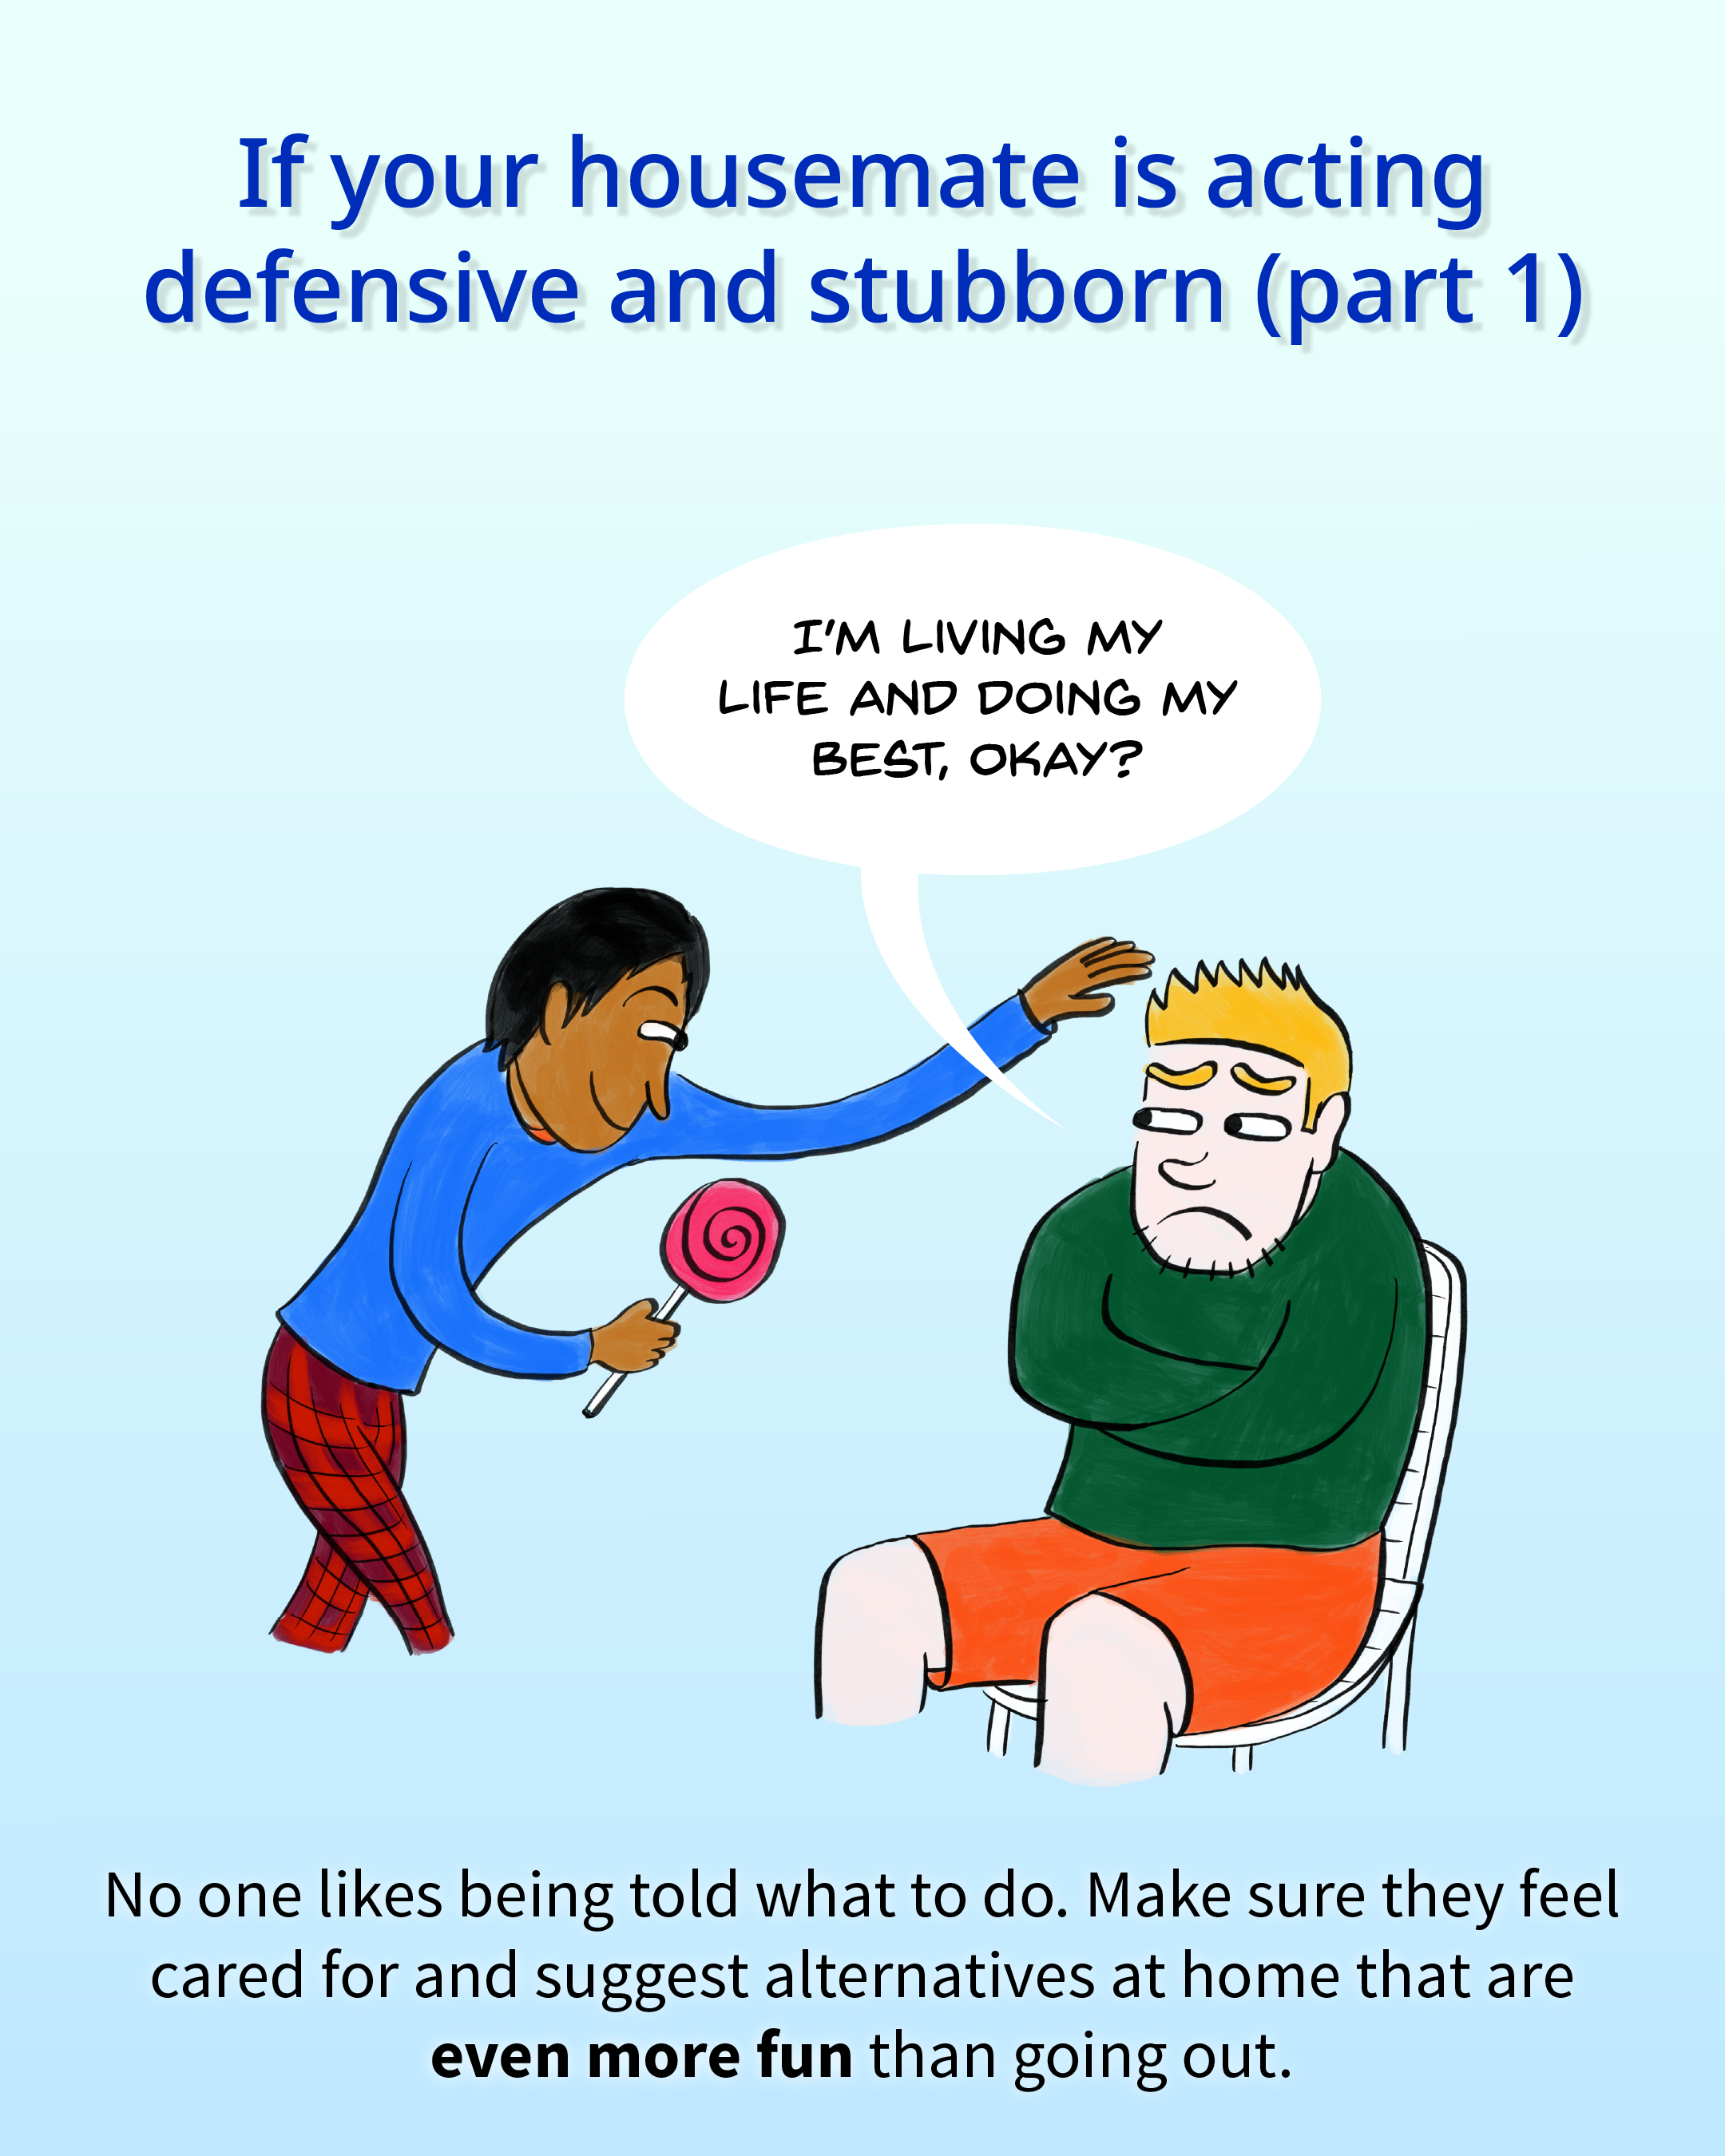 If your housemate is acting
defensive and stubborn (part 1)
I'M LIVING MY
LIFE AND DOING MY
BEST, OKAY?
No one likes being told what to do. Make sure they feel
cared for and suggest alternatives at home that are
even more fun than going out.